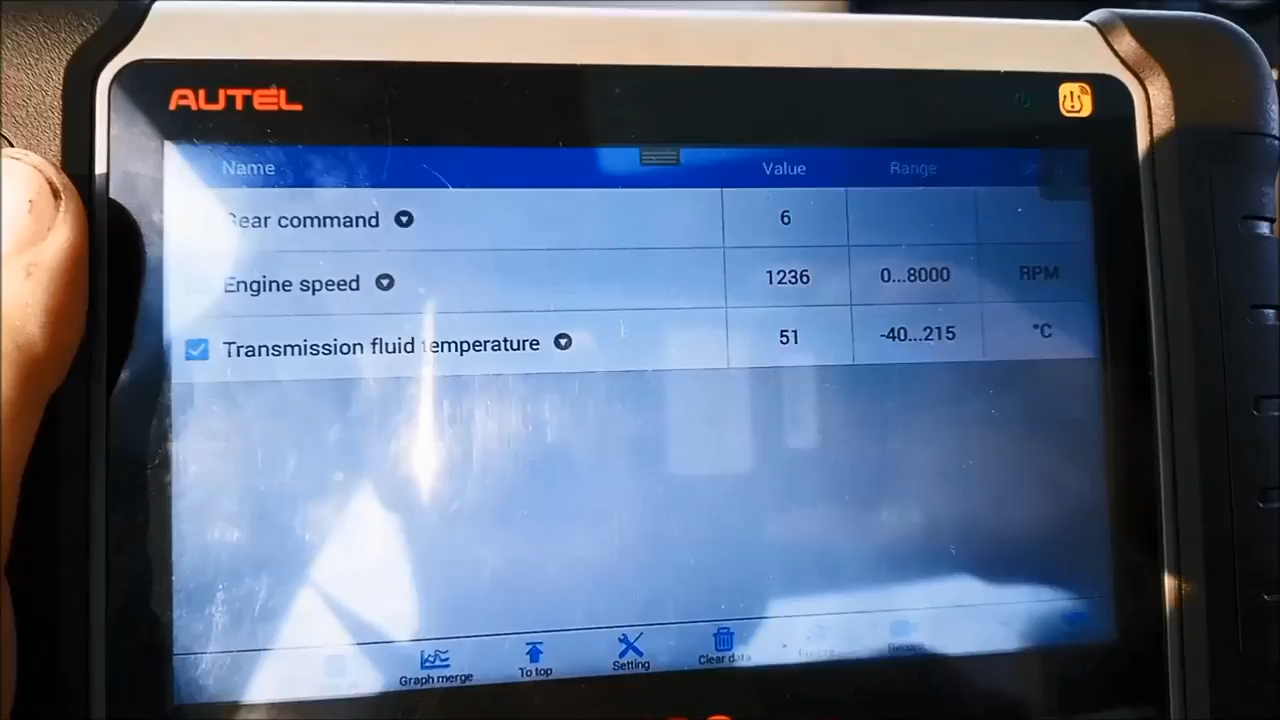 AUTEL
Name Value Range
Gear command 6
Engine speed 1236 0...8000 RPM
Transmission fluid temperature 51 -40...215 °C
Graph merge To top Setting Clear data